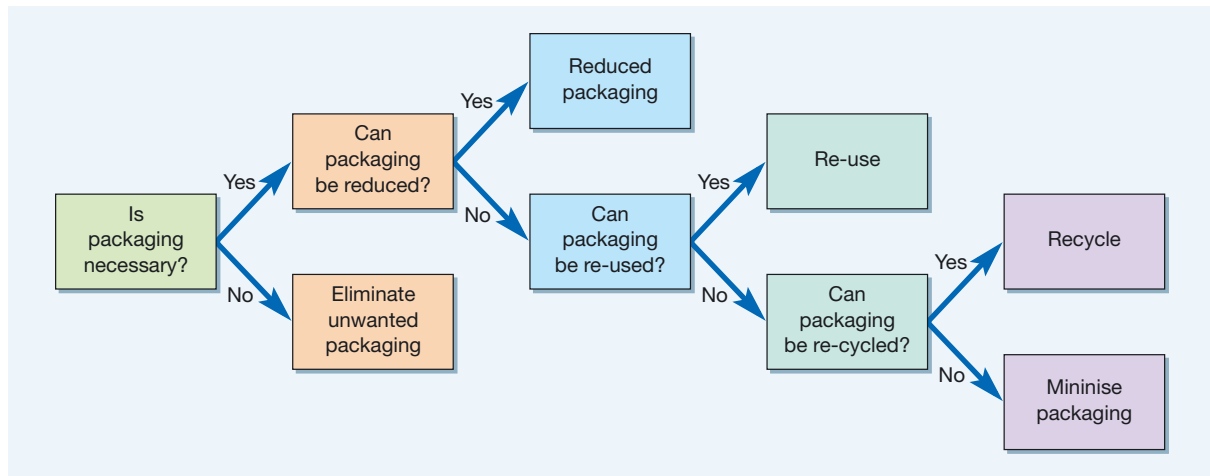 Is
packaging
necessary?
Yes
No
Can
packaging
be reduced?
Eliminate
unwanted
packaging
Yes
No
Reduced
packaging
Can
packaging
be re-used?
Yes
No
Re-use
Can
packaging
be re-cycled?
Yes
No
Recycle
Mininise
packaging